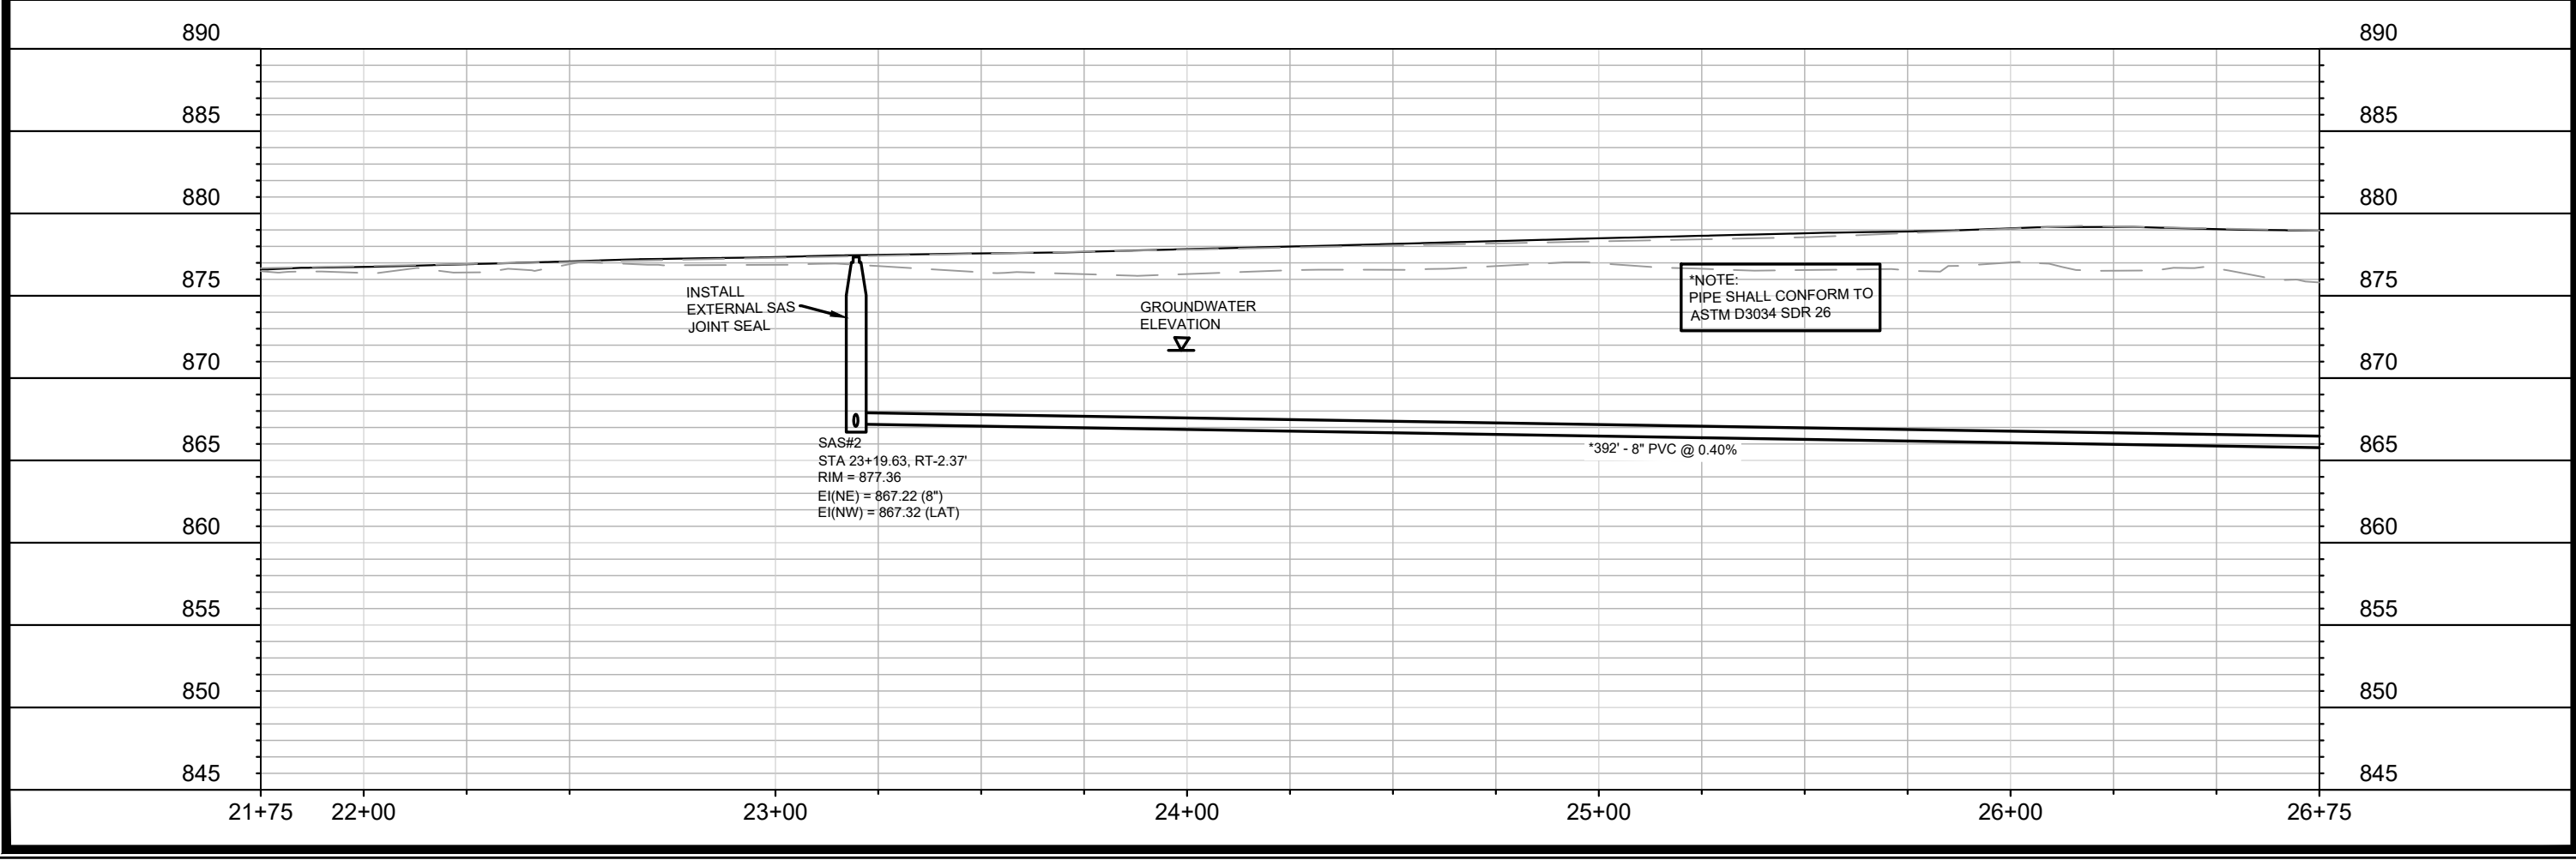 890 890
885 885
880 880
875 875
INSTALL
EXTERNAL SAS
JOINT SEAL
GROUNDWATER
ELEVATION
*NOTE:
PIPE SHALL CONFORM TO
ASTM D3034 SDR 26
870 870
865 865
SAS#2
STA 23+19.63, RT-2.37'
RIM = 877.36
EI(NE) = 867.22 (8")
EI(NW) = 867.32 (LAT)
*392' - 8" PVC @ 0.40%
860 860
855 855
850 850
845 845
21+75 22+00 23+00 24+00 25+00 26+00 26+75